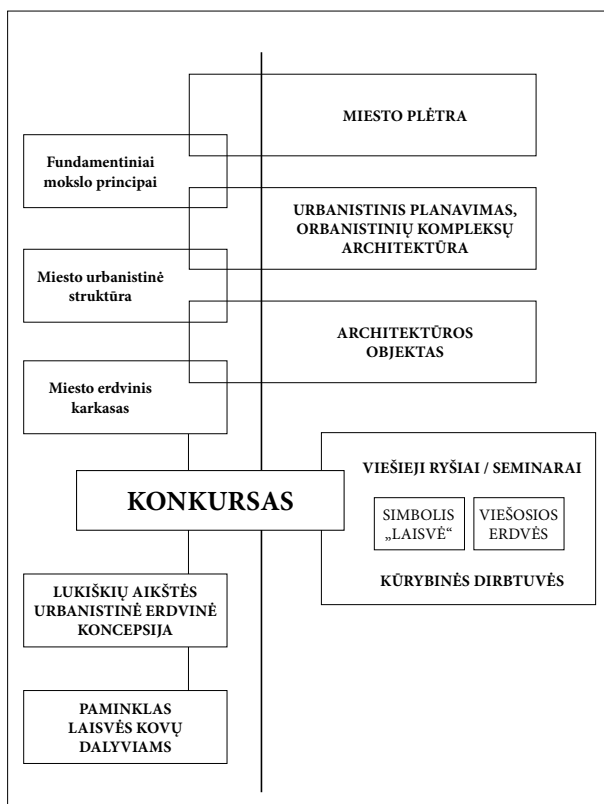 MIESTO PLĖTRA
Fundamentiniai
mokslo principai
URBANISTINIS PLANAVIMAS,
ORBANISTINIŲ KOMPLEKSŲ
ARCHITEKTŪRA
Miesto urbanistinė
struktūra
ARCHITEKTŪROS
OBJEKTAS
Miesto erdvinis
karkasas
KONKURSAS
VIEŠIEJI RYŠIAI / SEMINARAI
SIMBOLIS
„LAISVĖ“
VIEŠOSIOS
ERDVĖS
KŪRYBINĖS DIRBTUVĖS
LUKIŠKIŲ AIKŠTĖS
URBANISTINĖ ERDVINĖ
KONCEPSIJA
PAMINKLAS
LAISVĖS KOVŲ
DALYVIAMS